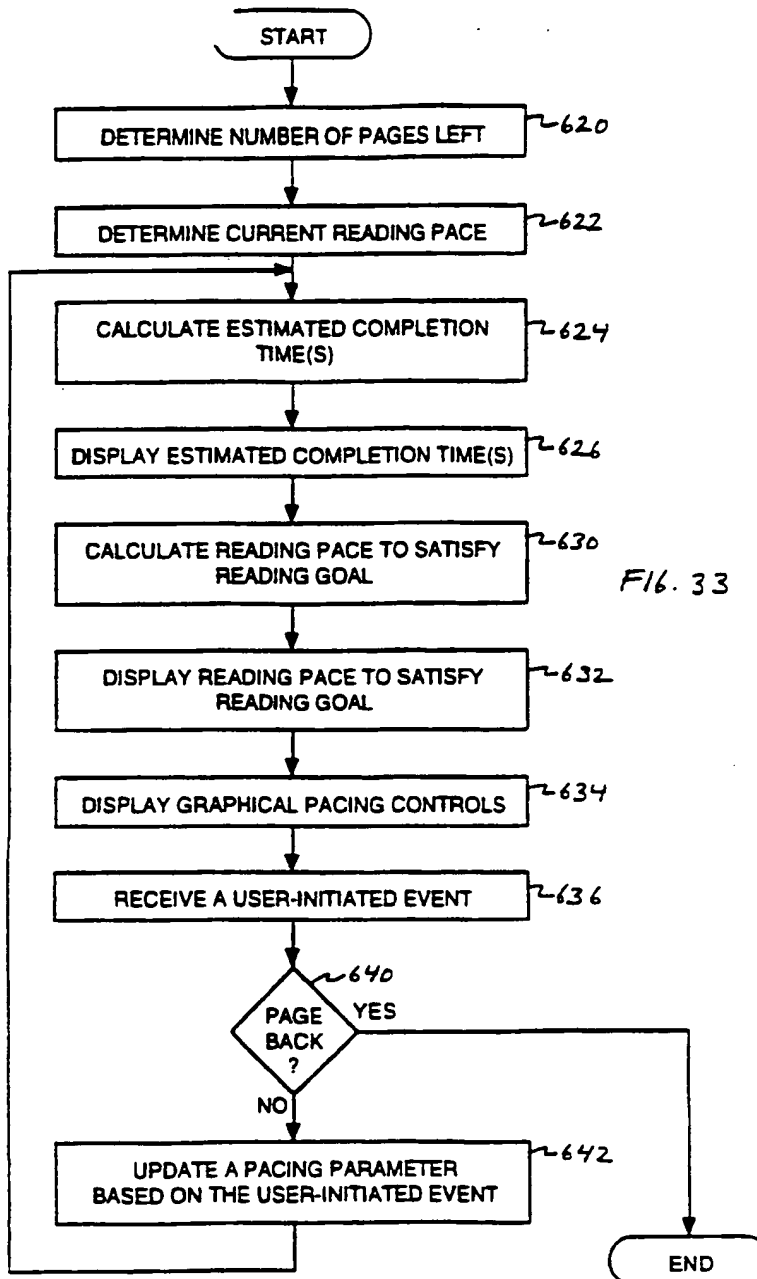 START
DETERMINE NUMBER OF PAGES LEFT
620
DETERMINE CURRENT READING PACE
622
CALCULATE ESTIMATED COMPLETION
TIME(S)
624
DISPLAY ESTIMATED COMPLETION TIME(S)
626
CALCULATE READING PACE TO SATISFY
READING GOAL
630
FIG. 33
DISPLAY READING PACE TO SATISFY
READING GOAL
632
DISPLAY GRAPHICAL PACING CONTROLS
634
RECEIVE A USER-INITIATED EVENT
636
640
PAGE
BACK
?
YES
NO
UPDATE A PACING PARAMETER
BASED ON THE USER-INITIATED EVENT
642
END